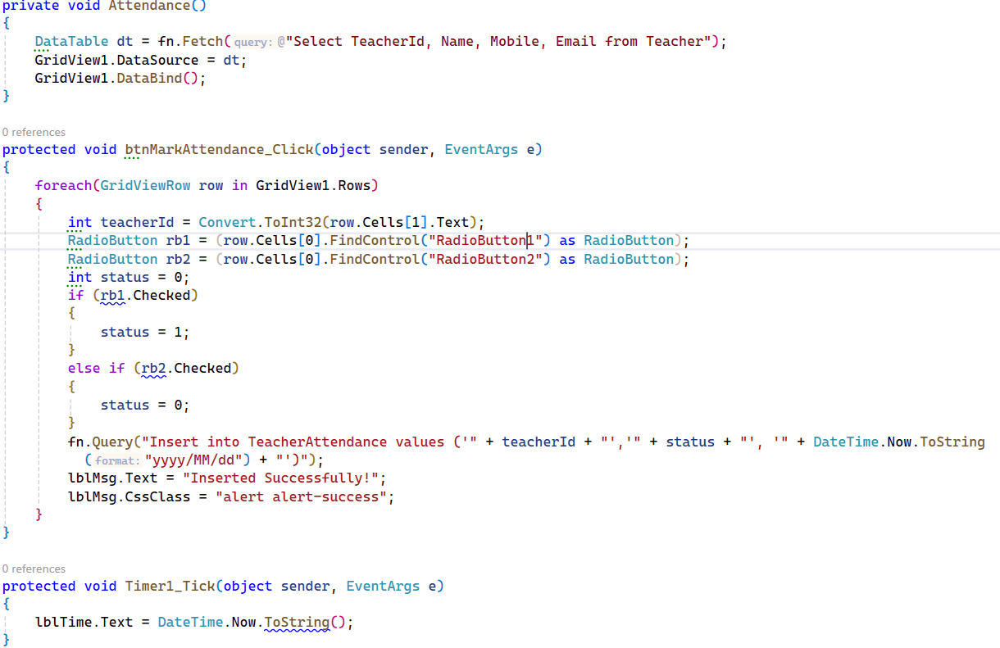 private void Attendance()
{
    DataTable dt = fn.Fetch(query: @"Select TeacherId, Name, Mobile, Email from Teacher");
    GridView1.DataSource = dt;
    GridView1.DataBind();
}
0 references
protected void btnMarkAttendance_Click(object sender, EventArgs e)
{
    foreach(GridViewRow row in GridView1.Rows)
    {
        int teacherId = Convert.ToInt32(row.Cells[1].Text);
        RadioButton rb1 = (row.Cells[0].FindControl("RadioButton1") as RadioButton);
        RadioButton rb2 = (row.Cells[0].FindControl("RadioButton2") as RadioButton);
        int status = 0;
        if (rb1.Checked)
        {
            status = 1;
        }
        else if (rb2.Checked)
        {
            status = 0;
        }
        fn.Query("Insert into TeacherAttendance values ('" + teacherId + "','" + status + "', '" + DateTime.Now.ToString
          (format: "yyyy/MM/dd") + "')");
        lblMsg.Text = "Inserted Successfully!";
        lblMsg.CssClass = "alert alert-success";
    }
}
0 references
protected void Timer1_Tick(object sender, EventArgs e)
{
    lblTime.Text = DateTime.Now.ToString();
}